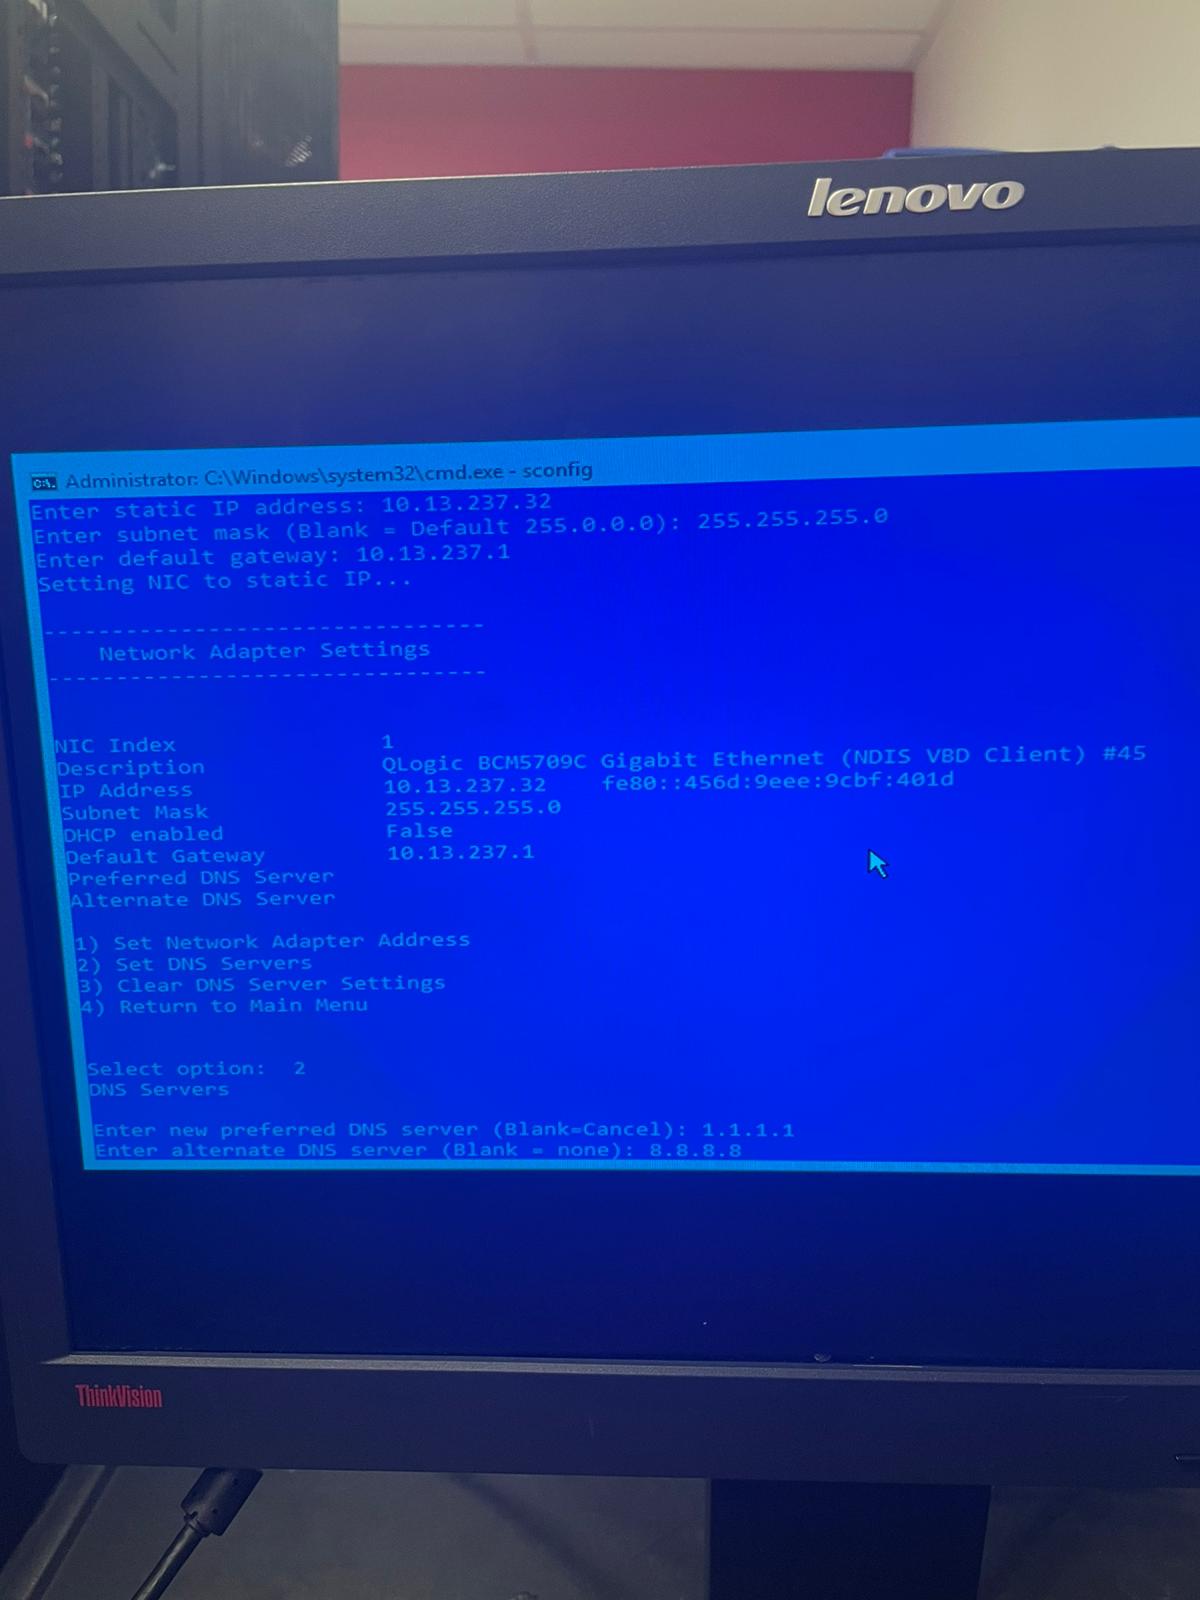 lenovo
Administrator: C:\Windows\system32\cmd.exe - sconfig
Enter static IP address: 10.13.237.32
Enter subnet mask (Blank = Default 255.0.0.0): 255.255.255.0
Enter default gateway: 10.13.237.1
Setting NIC to static IP...
--------------------------------
Network Adapter Settings
--------------------------------
NIC Index 1
Description QLogic BCM5709C Gigabit Ethernet (NDIS VBD Client) #45
IP Address 10.13.237.32 fe80::456d:9eee:9cbf:401d
Subnet Mask 255.255.255.0
DHCP enabled False
Default Gateway 10.13.237.1
Preferred DNS Server
Alternate DNS Server
1) Set Network Adapter Address
2) Set DNS Servers
3) Clear DNS Server Settings
4) Return to Main Menu
Select option: 2
DNS Servers
Enter new preferred DNS server (Blank=Cancel): 1.1.1.1
Enter alternate DNS server (Blank = none): 8.8.8.8
ThinkVision